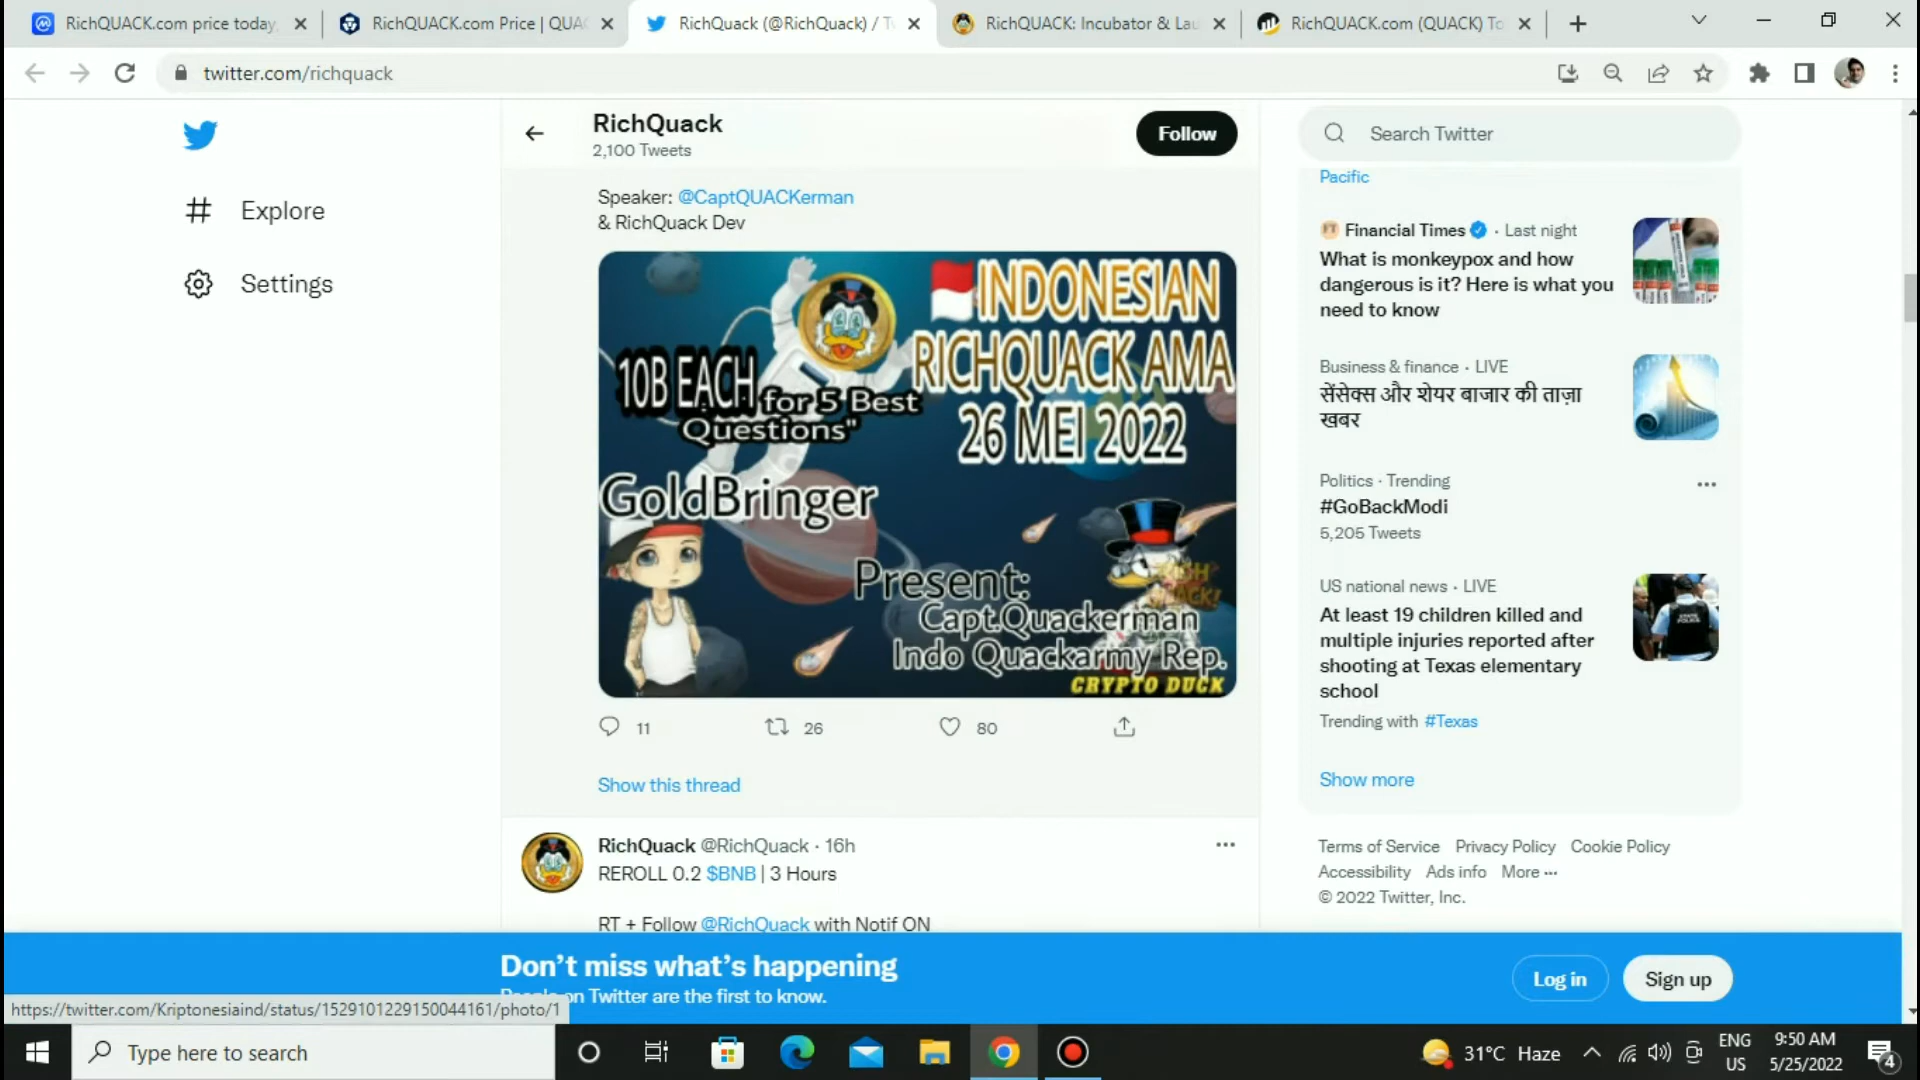 RichQUACK.com price today,
RichQUACK.com Price | QUAC
RichQuack (@RichQuack) / Tw
RichQUACK: Incubator & Lau
RichQUACK.com (QUACK) To
twitter.com/richquack
Explore
Settings
RichQuack
2,100 Tweets
Follow
Speaker: @CaptQUACKerman
& RichQuack Dev
INDONESIAN
RICHQUACK AMA
26 MEI 2022
10B EACH for 5 Best
Questions"
GoldBringer
Present:
Capt.Quackerman
Indo Quackarmy Rep.
CRYPTO DUCK
11
26
80
Show this thread
RichQuack @RichQuack · 16h
REROLL 0.2 $BNB | 3 Hours
RT + Follow @RichQuack with Notif ON
Search Twitter
Pacific
Financial Times · Last night
What is monkeypox and how
dangerous is it? Here is what you
need to know
Business & finance · LIVE
सेंसेक्स और शेयर बाजार की ताज़ा
खबर
Politics · Trending
#GoBackModi
5,205 Tweets
US national news · LIVE
At least 19 children killed and
multiple injuries reported after
shooting at Texas elementary
school
Trending with #Texas
Show more
Terms of Service Privacy Policy Cookie Policy
Accessibility Ads info More ···
© 2022 Twitter, Inc.
Don't miss what's happening
People on Twitter are the first to know.
Log in
Sign up
https://twitter.com/Kriptonesiaind/status/1529101229150044161/photo/1
Type here to search
31°C Haze
ENG
US
9:50 AM
5/25/2022
4